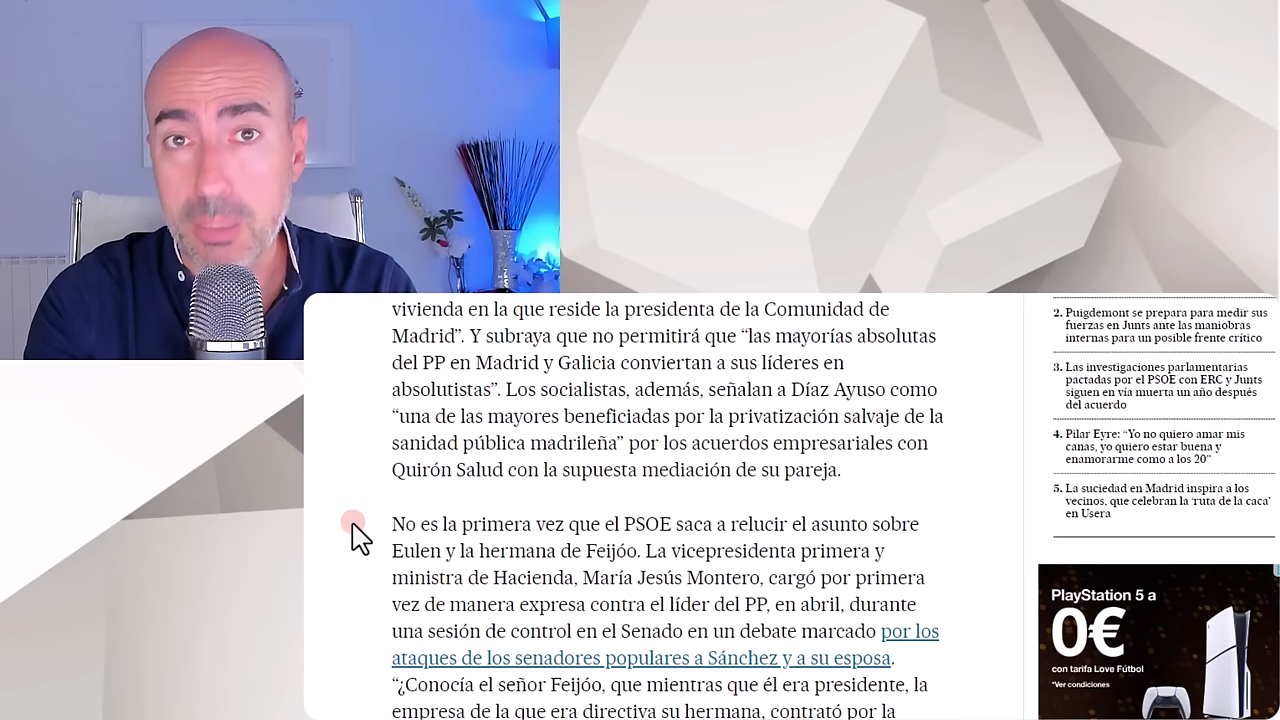 vivienda en la que reside la presidenta de la Comunidad de
Madrid”. Y subraya que no permitirá que “las mayorías absolutas
del PP en Madrid y Galicia conviertan a sus líderes en
absolutistas”. Los socialistas, además, señalan a Díaz Ayuso como
“una de las mayores beneficiadas por la privatización salvaje de la
sanidad pública madrileña” por los acuerdos empresariales con
Quirón Salud con la supuesta mediación de su pareja.
No es la primera vez que el PSOE saca a relucir el asunto sobre
Eulen y la hermana de Feijóo. La vicepresidenta primera y
ministra de Hacienda, María Jesús Montero, cargó por primera
vez de manera expresa contra el líder del PP, en abril, durante
una sesión de control en el Senado en un debate marcado por los
ataques de los senadores populares a Sánchez y a su esposa.
“¿Conocía el señor Feijóo, que mientras que él era presidente, la
empresa de la que era directiva su hermana, contrató por la
2. Puigdemont se prepara para medir sus
fuerzas en Junts ante las maniobras
internas para un posible frente crítico
3. Las investigaciones parlamentarias
pactadas por el PSOE con ERC y Junts
siguen en vía muerta un año después
del acuerdo
4. Pilar Eyre: “Yo no quiero amar mis
canas, yo quiero estar buena y
enamorarme como a los 20”
5. La suciedad en Madrid inspira a los
vecinos, que celebran la ‘ruta de la caca’
en Usera
PlayStation 5 a
0€
con tarifa Love Fútbol
*Ver condiciones